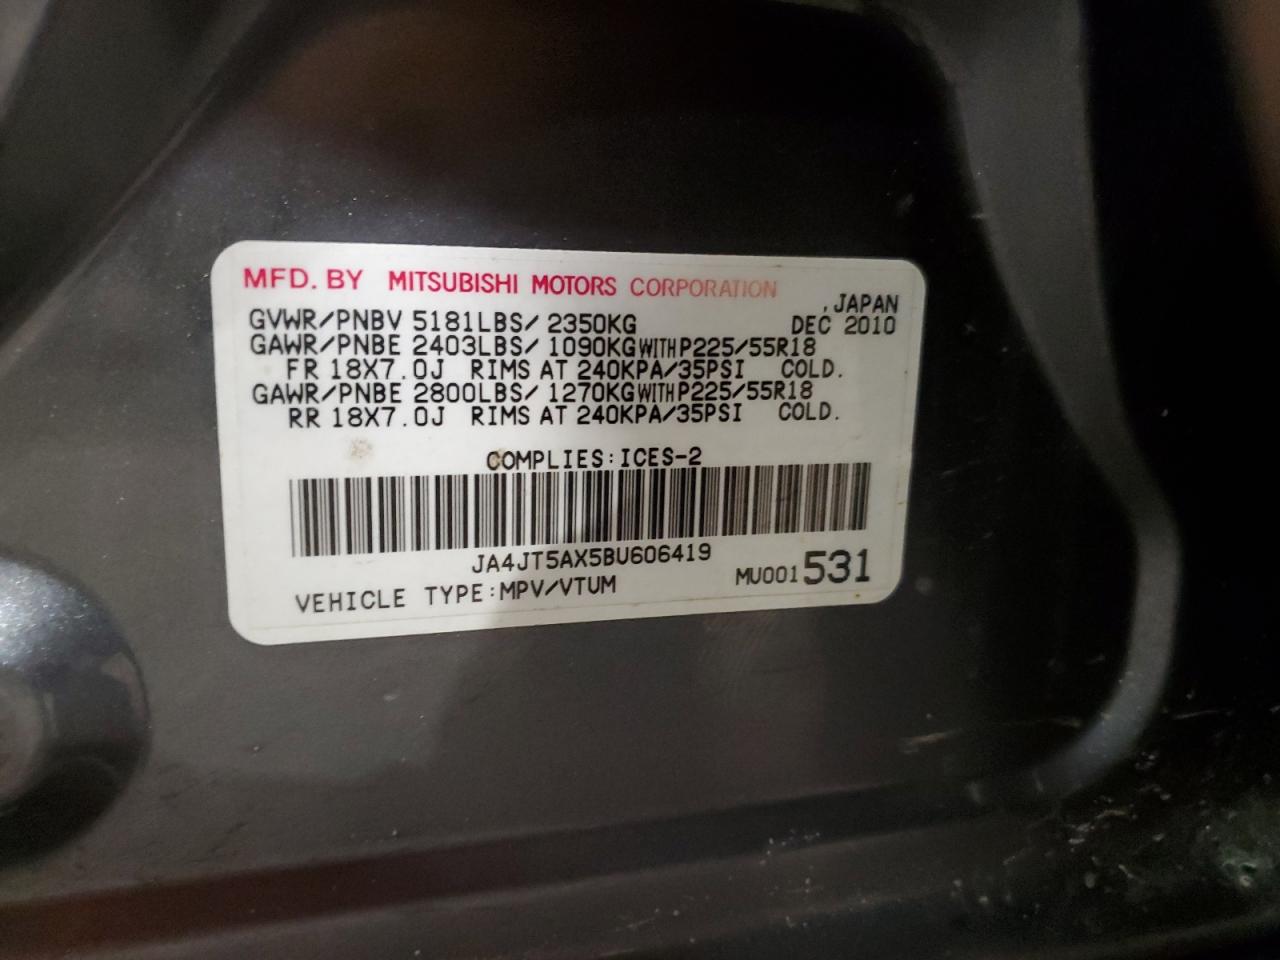 MFD. BY MITSUBISHI MOTORS CORPORATION
,JAPAN
GVWR/PNBV 5181LBS/ 2350KG DEC 2010
GAWR/PNBE 2403LBS/ 1090KG WITH P225/55R18
FR 18X7.0J RIMS AT 240KPA/35PSI COLD.
GAWR/PNBE 2800LBS/ 1270KG WITH P225/55R18
RR 18X7.0J RIMS AT 240KPA/35PSI COLD.
COMPLIES:ICES-2
JA4JT5AX5BU606419
VEHICLE TYPE:MPV/VTUM MU001531